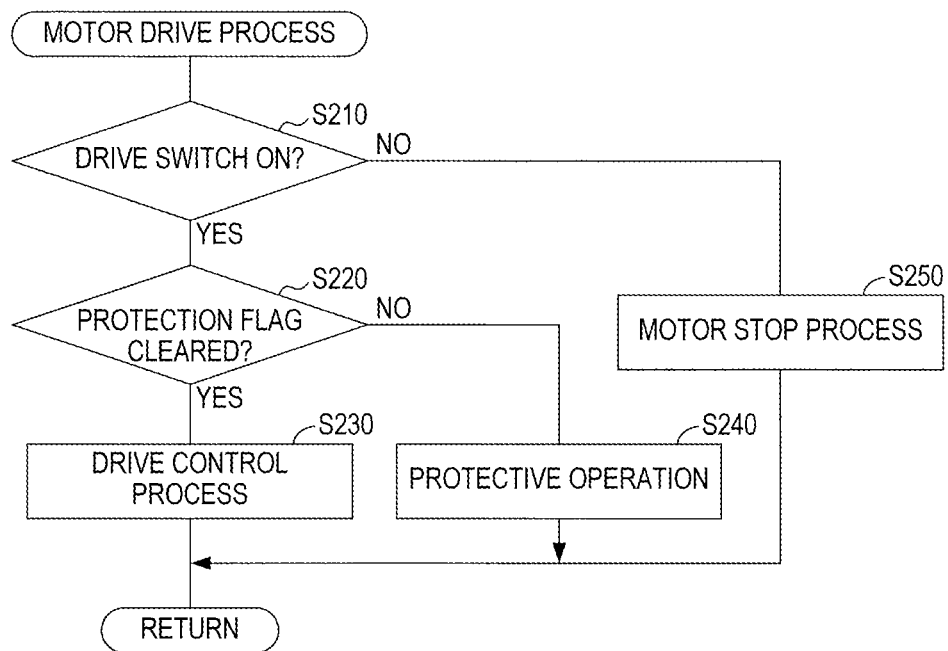 MOTOR DRIVE PROCESS
S210
DRIVE SWITCH ON?
NO
YES
S220
PROTECTION FLAG
CLEARED?
NO
YES
S250
MOTOR STOP PROCESS
S230
DRIVE CONTROL
PROCESS
S240
PROTECTIVE OPERATION
RETURN